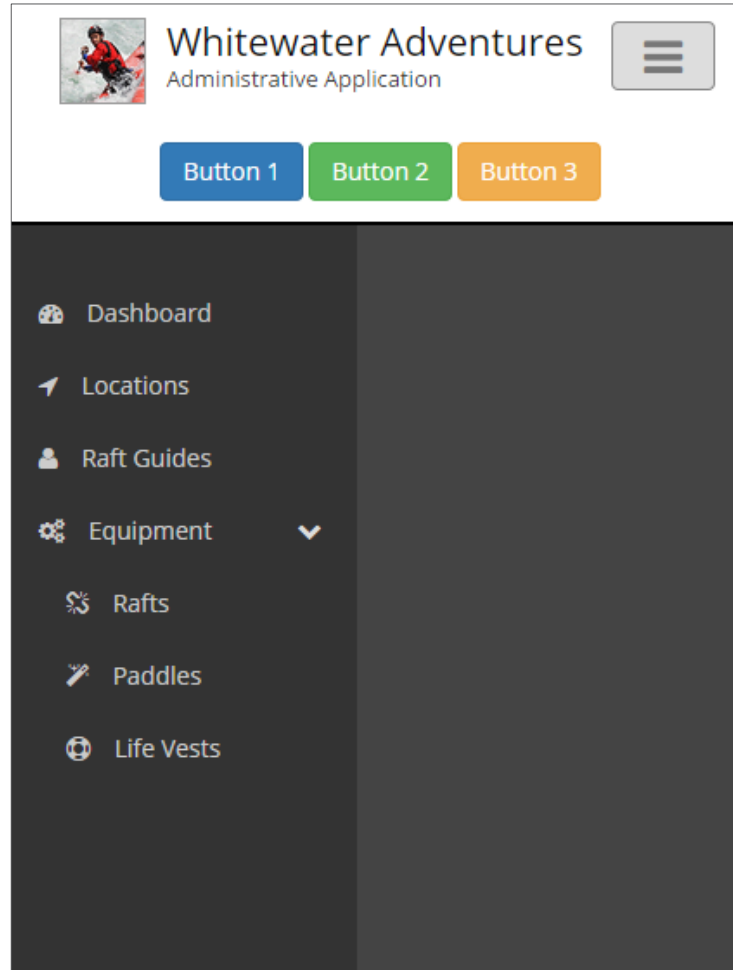 Whitewater Adventures
Administrative Application
Button 1 Button 2 Button 3
Dashboard
Locations
Raft Guides
Equipment
Rafts
Paddles
Life Vests